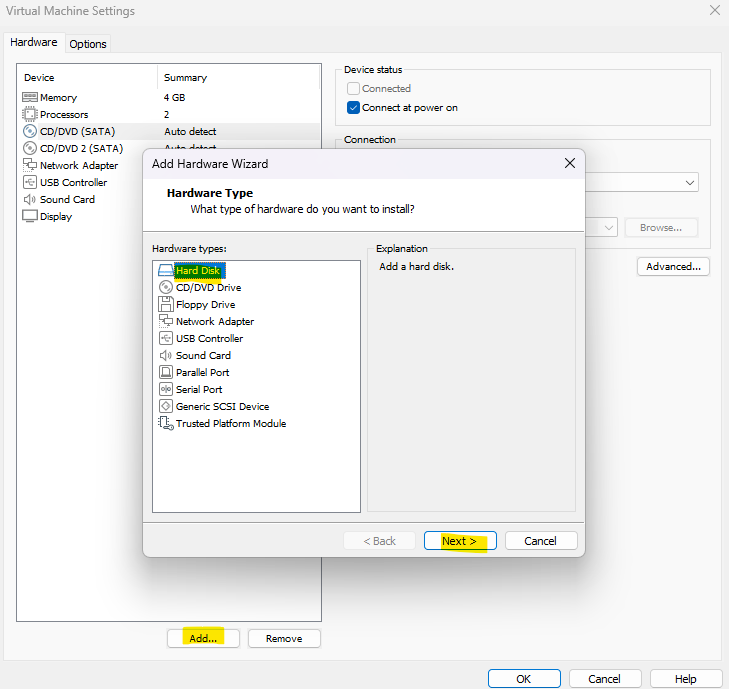 Virtual Machine Settings
Hardware
Options
Device Summary
Memory 4 GB
Processors 2
CD/DVD (SATA) Auto detect
CD/DVD 2 (SATA) Auto detect
Network Adapter
USB Controller
Sound Card
Display
Add...
Remove
Device status
Connected
Connect at power on
Connection
Browse...
Advanced...
Add Hardware Wizard
Hardware Type
What type of hardware do you want to install?
Hardware types:
Hard Disk
CD/DVD Drive
Floppy Drive
Network Adapter
USB Controller
Sound Card
Parallel Port
Serial Port
Generic SCSI Device
Trusted Platform Module
Explanation
Add a hard disk.
< Back
Next >
Cancel
OK
Cancel
Help